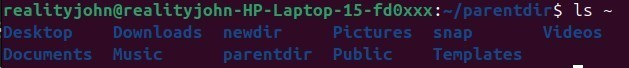 realityjohn@realityjohn-HP-Laptop-15-fd0xxx:~/parentdir$ ls ~
Desktop Downloads newdir Pictures snap Videos
Documents Music parentdir Public Templates